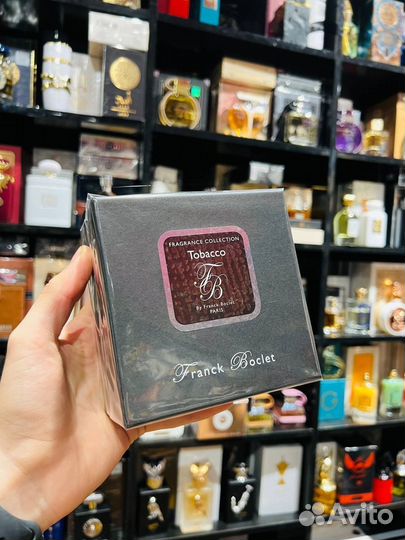 FRAGRANCE COLLECTION
Tobacco
FB
By Franck Boclet
PARIS
Franck Boclet
Avito